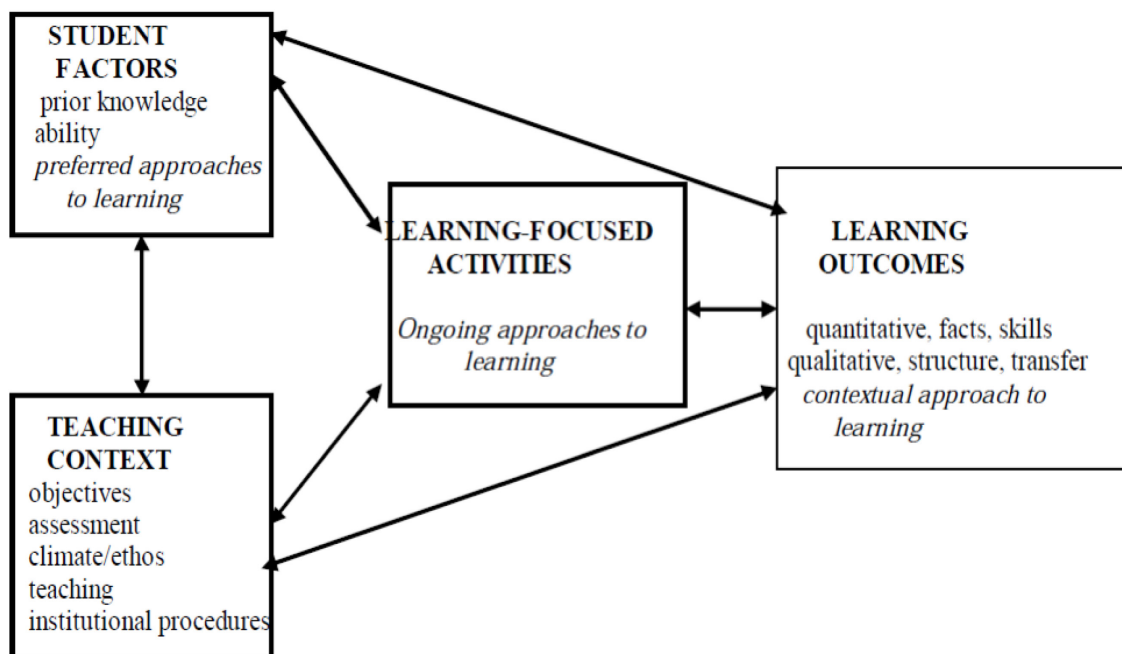 STUDENT
FACTORS
prior knowledge
ability
preferred approaches
to learning
LEARNING-FOCUSED
ACTIVITIES
Ongoing approaches to
learning
LEARNING
OUTCOMES
quantitative, facts, skills
qualitative, structure, transfer
contextual approach to
learning
TEACHING
CONTEXT
objectives
assessment
climate/ethos
teaching
institutional procedures